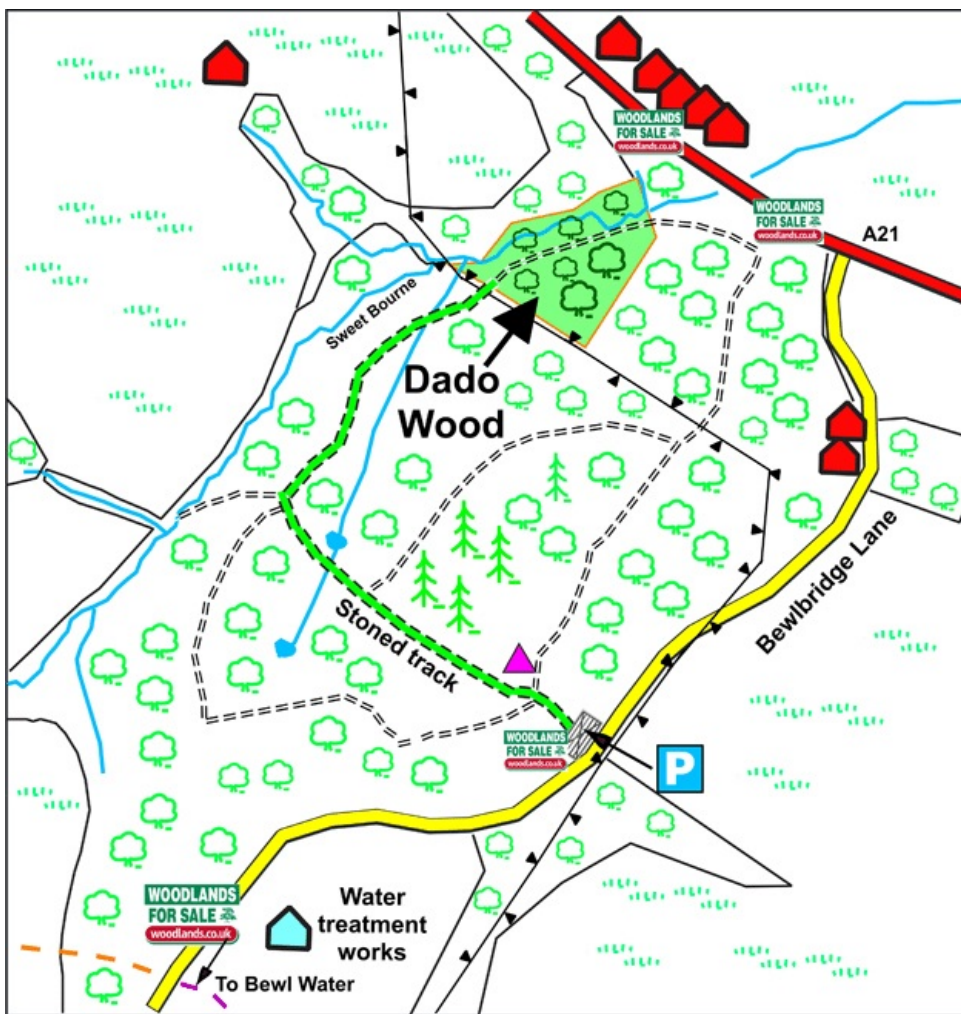 WOODLANDS
FOR SALE
woodlands.co.uk
WOODLANDS
FOR SALE
woodlands.co.uk
A21
Sweet Bourne
Dado
Wood
Bewlbridge Lane
Stoned track
WOODLANDS
FOR SALE
woodlands.co.uk
P
WOODLANDS
FOR SALE
woodlands.co.uk
Water
treatment
works
To Bewl Water